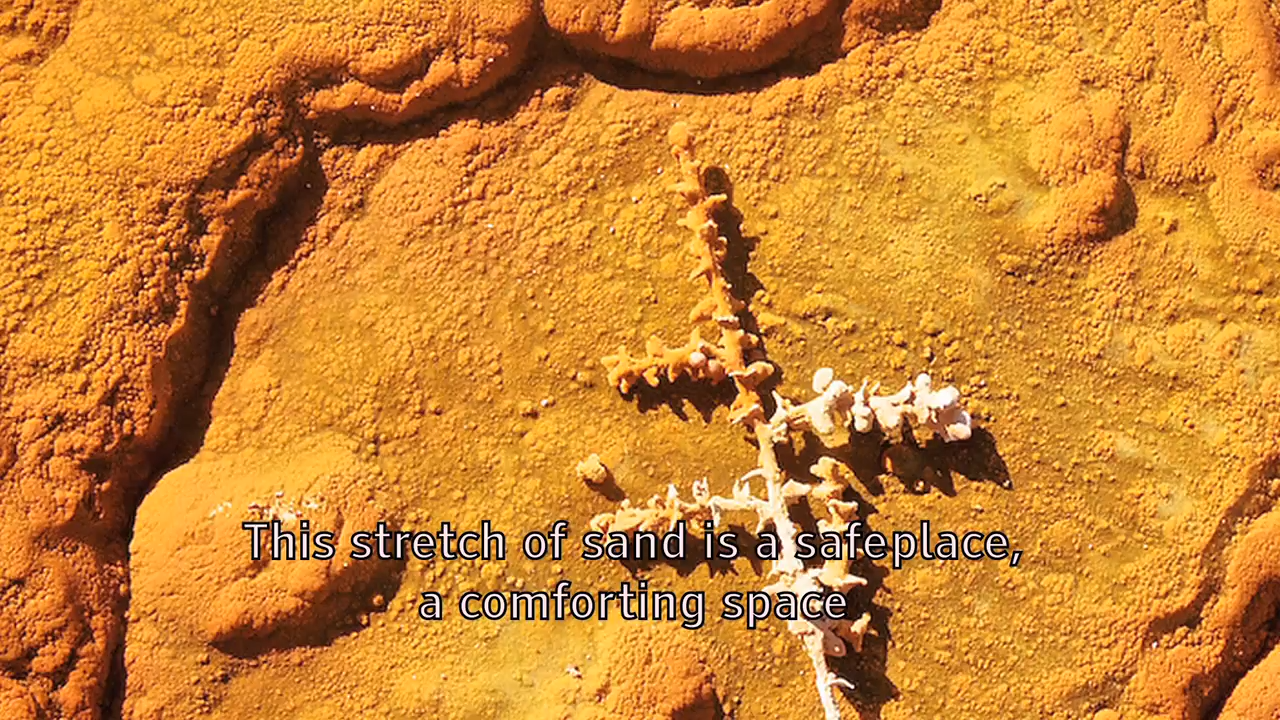 This stretch of sand is a safeplace,
a comforting space